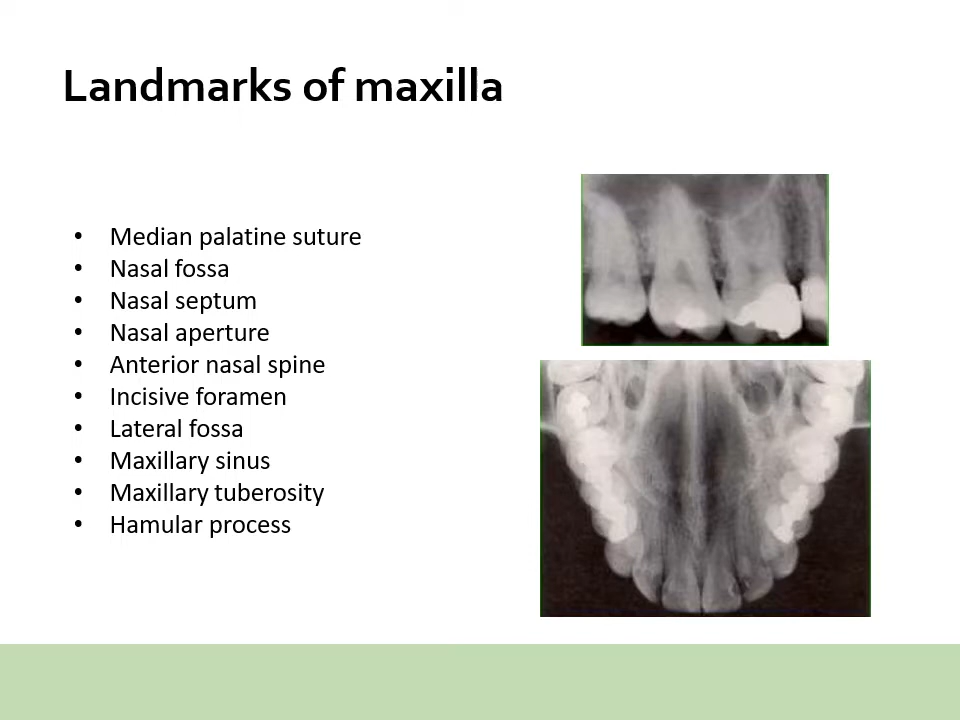 Landmarks of maxilla
• Median palatine suture
• Nasal fossa
• Nasal septum
• Nasal aperture
• Anterior nasal spine
• Incisive foramen
• Lateral fossa
• Maxillary sinus
• Maxillary tuberosity
• Hamular process